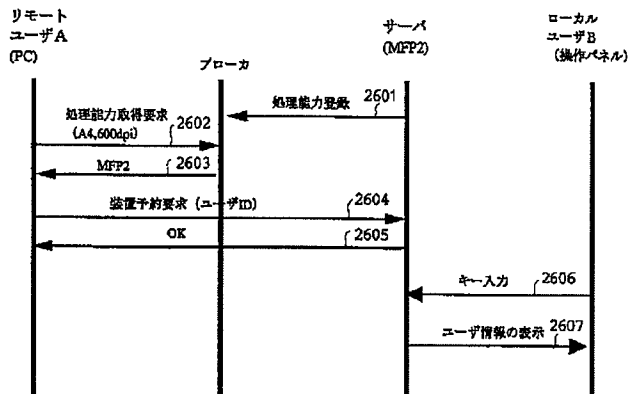 リモート
ユーザA
(PC)
ブローカ
サーバ
(MFP2)
ローカル
ユーザB
(操作パネル)
処理能力登録
2601
処理能力取得要求
(A4,600dpi)
2602
MFP2
2603
装置予約要求 (ユーザID)
2604
OK
2605
キー入力
2606
ユーザ情報の表示
2607